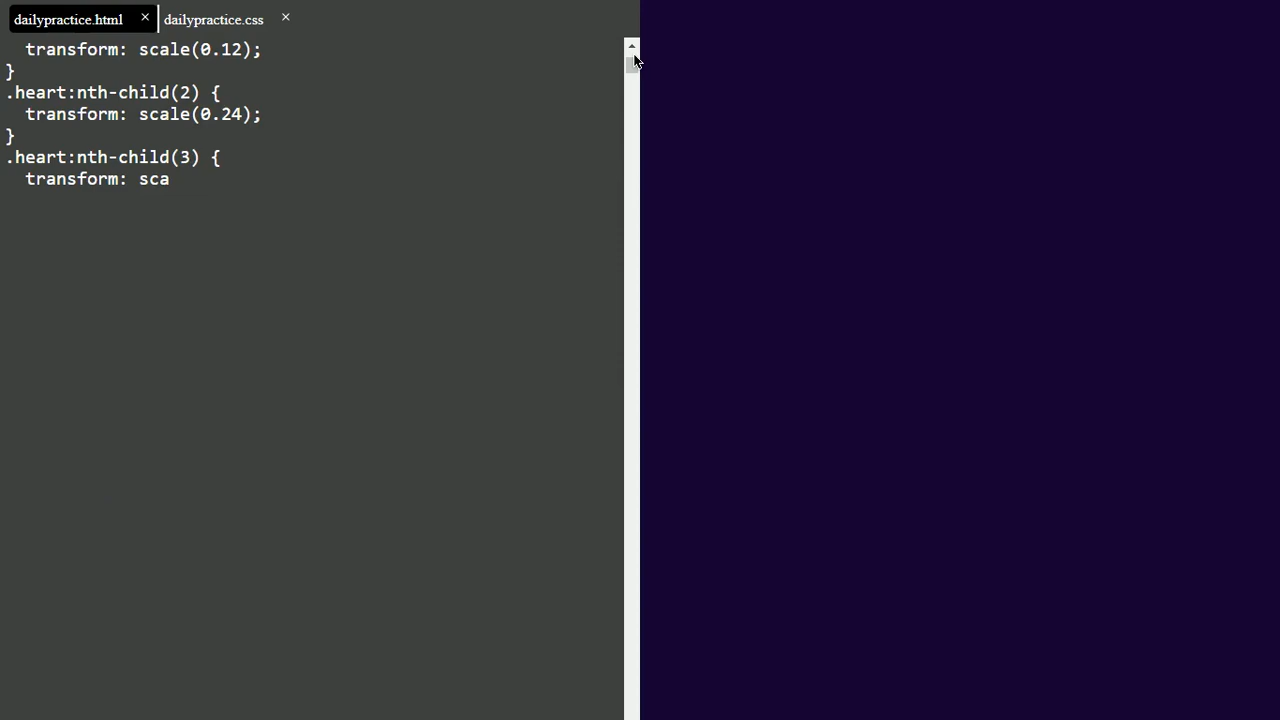 dailypractice.html × dailypractice.css ×
transform: scale(0.12);
}
.heart:nth-child(2) {
transform: scale(0.24);
}
.heart:nth-child(3) {
transform: sca